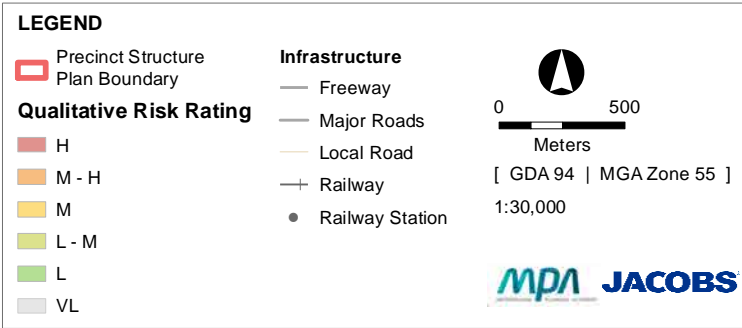 LEGEND
Precinct Structure
Plan Boundary
Qualitative Risk Rating
H
M - H
M
L - M
L
VL
Infrastructure
Freeway
Major Roads
Local Road
Railway
Railway Station
0 500
Meters
[ GDA 94 | MGA Zone 55 ]
1:30,000
MPA
JACOBS